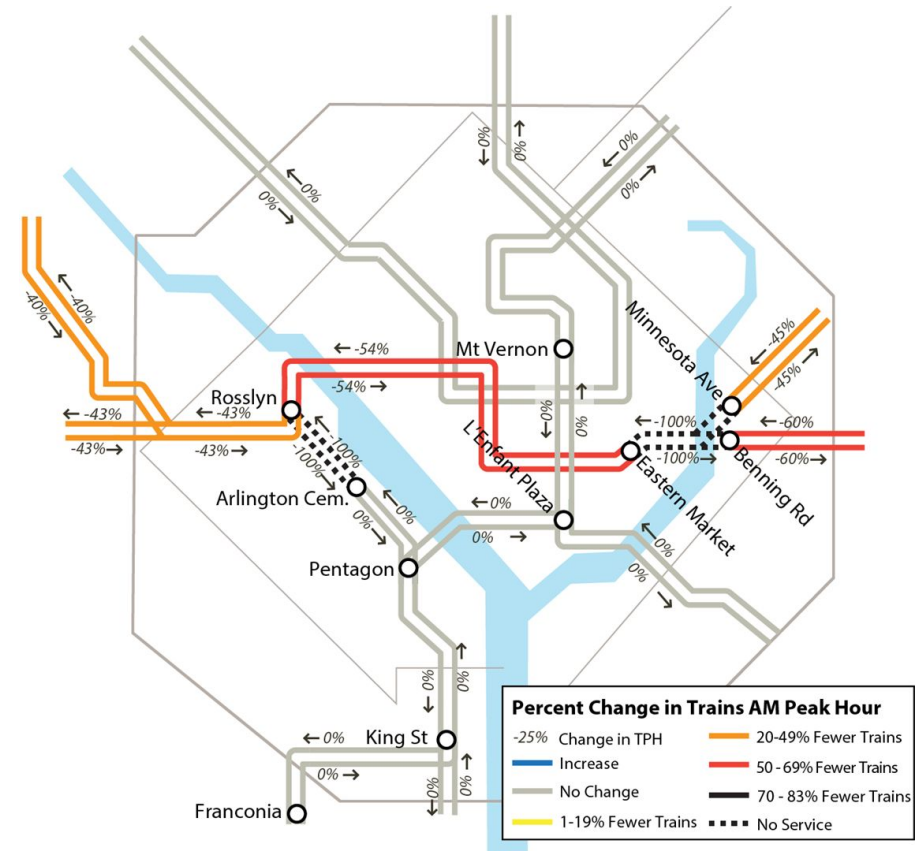 ←0%
0%→
←0%
0%→
←0%
0%→
←-40%
-40%→
Minnesota Ave
←-45%
-45%→
Mt Vernon
←-54%
-54%→
Rosslyn
←-43%
←-43%
-43%→
-43%→
←0%
0%→
←-100%
-100%→
←-60%
-60%→
L'Enfant Plaza
Eastern Market
Benning Rd
←-100%
-100%→
Arlington Cem.
←0%
0%→
←0%
0%→
←0%
0%→
Pentagon
←0%
0%→
King St
←0%
0%→
←0%
0%→
Franconia
Percent Change in Trains AM Peak Hour
-25% Change in TPH
Increase
No Change
1-19% Fewer Trains
20-49% Fewer Trains
50 - 69% Fewer Trains
70 - 83% Fewer Trains
No Service